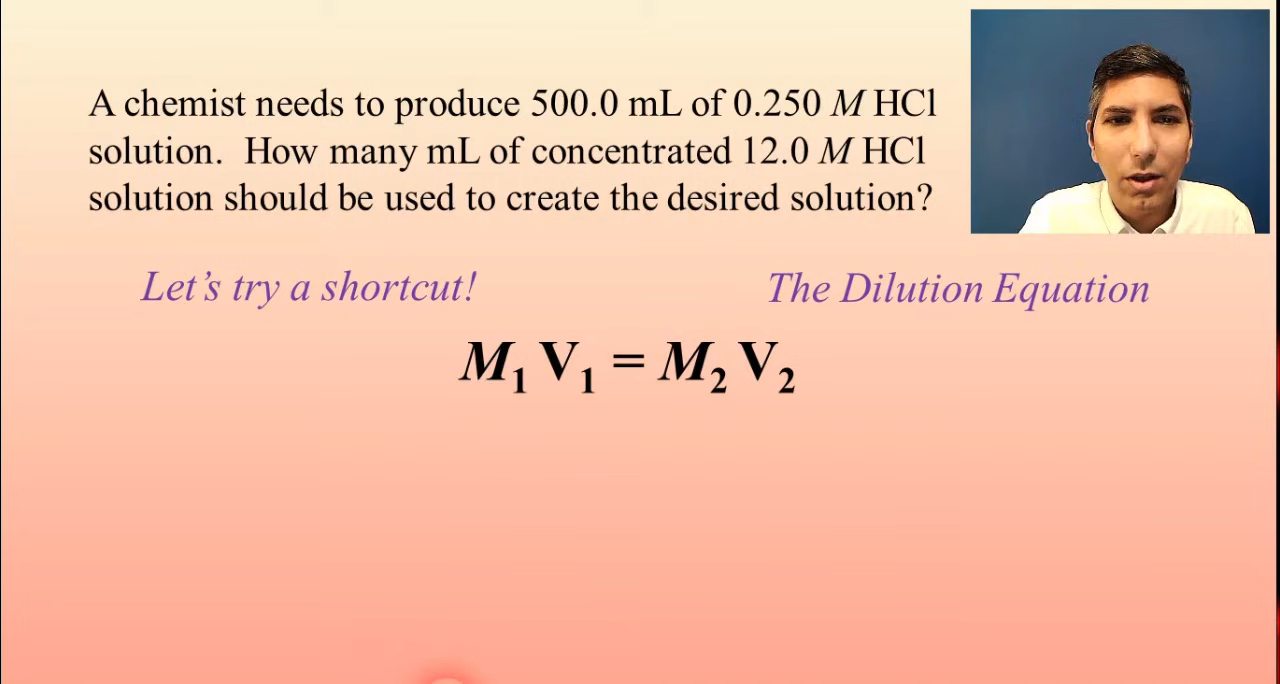 A chemist needs to produce 500.0 mL of 0.250 M HCl
solution. How many mL of concentrated 12.0 M HCl
solution should be used to create the desired solution?
Let's try a shortcut!
The Dilution Equation
M₁ V₁ = M₂ V₂